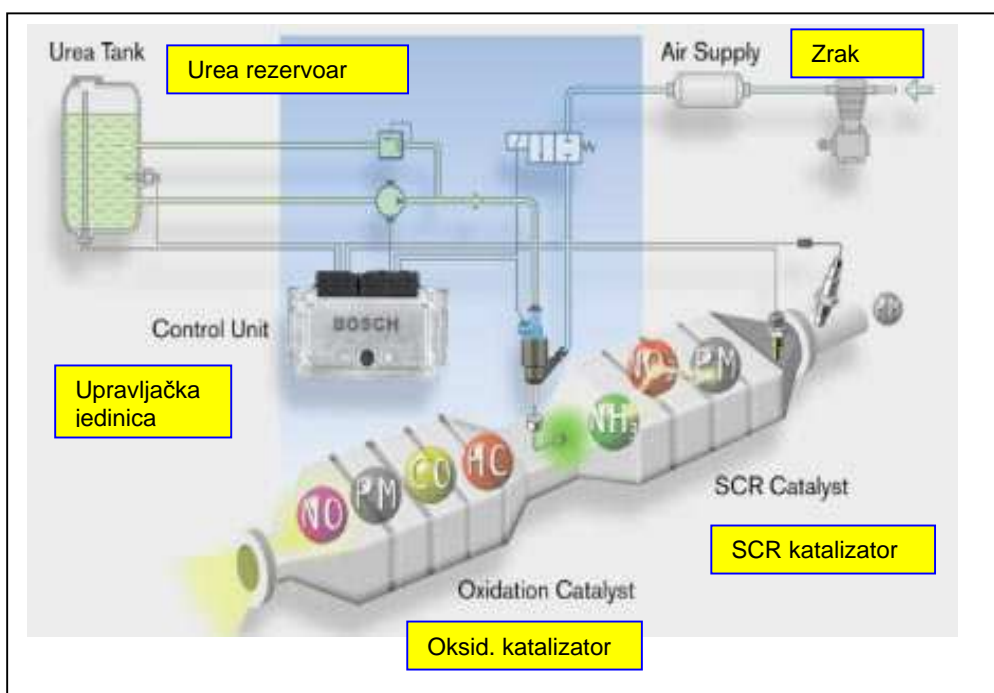 Urea Tank
Urea rezervoar
Air Supply
Zrak
Control Unit
BOSCH
Upravljačka
jedinica
NO
PM
CO
HC
NH₃
PM
SCR Catalyst
SCR katalizator
Oxidation Catalyst
Oksid. katalizator